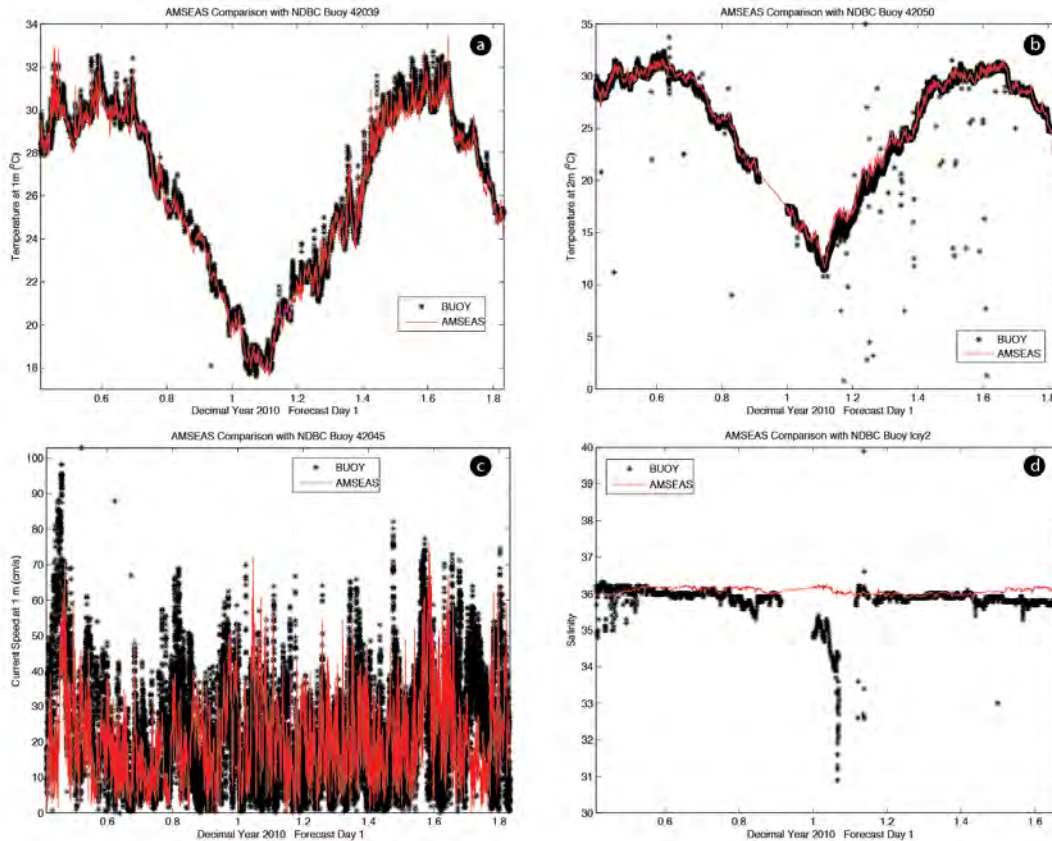 AMSEAS Comparison with NDBC Buoy 42039
a
34
32
30
28
26
24
22
20
18
Temperature at 1m (°C)
BUOY
AMSEAS
0.6 0.8 1 1.2 1.4 1.6 1.8
Decimal Year 2010 Forecast Day 1
AMSEAS Comparison with NDBC Buoy 42050
b
35
30
25
20
15
10
5
0
Temperature at 2m (°C)
BUOY
AMSEAS
0.6 0.8 1 1.2 1.4 1.6 1.8
Decimal Year 2010 Forecast Day 1
AMSEAS Comparison with NDBC Buoy 42045
c
100
90
80
70
60
50
40
30
20
10
0
Current Speed at 1 m (cm/s)
BUOY
AMSEAS
0.6 0.8 1 1.2 1.4 1.6 1.8
Decimal Year 2010 Forecast Day 1
AMSEAS Comparison with NDBC Buoy lciy2
d
40
39
38
37
36
35
34
33
32
31
30
Salinity
BUOY
AMSEAS
0.6 0.8 1.0 1.2 1.4 1.6
Decimal Year 2010 Forecast Day 1